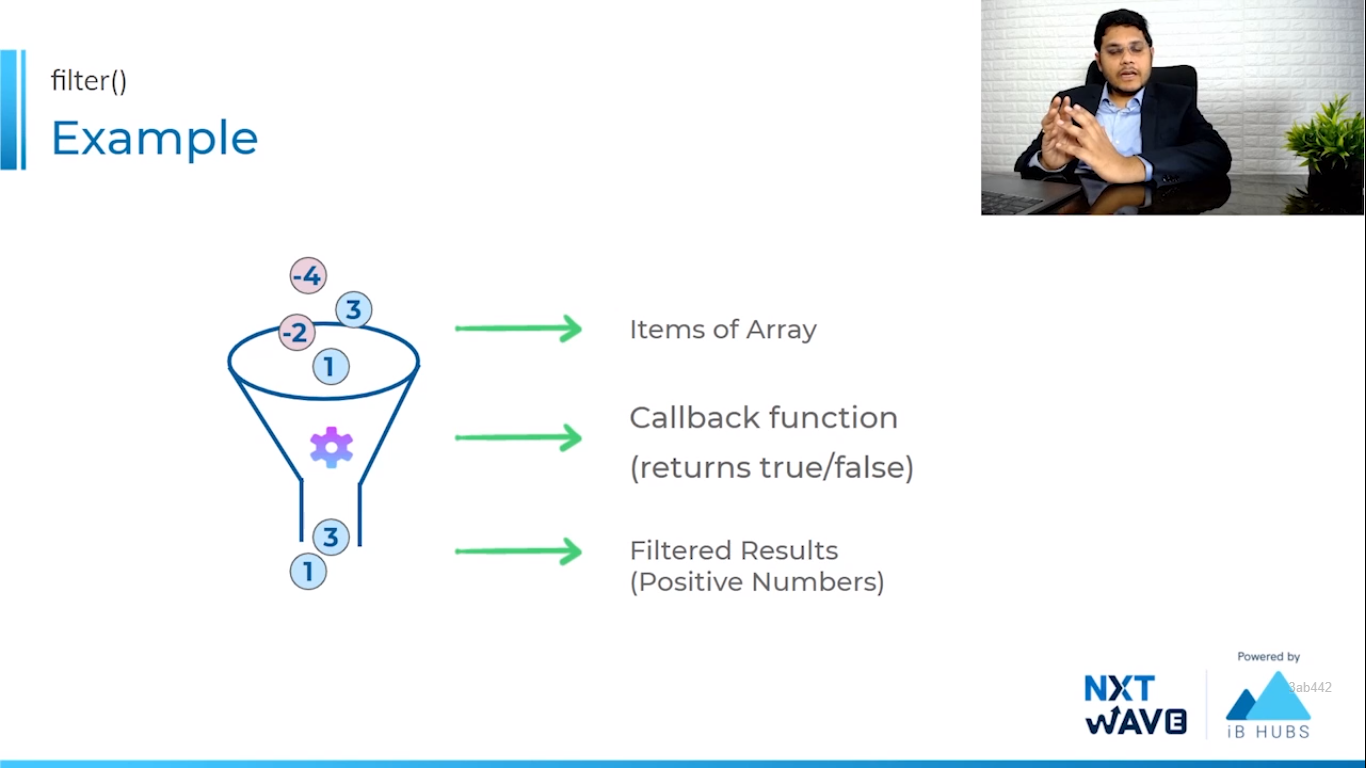 filter()
Example
-4
3
-2
1
Items of Array
Callback function
(returns true/false)
3
1
Filtered Results
(Positive Numbers)
Powered by
NXT
WAVE
3ab442
iB HUBS